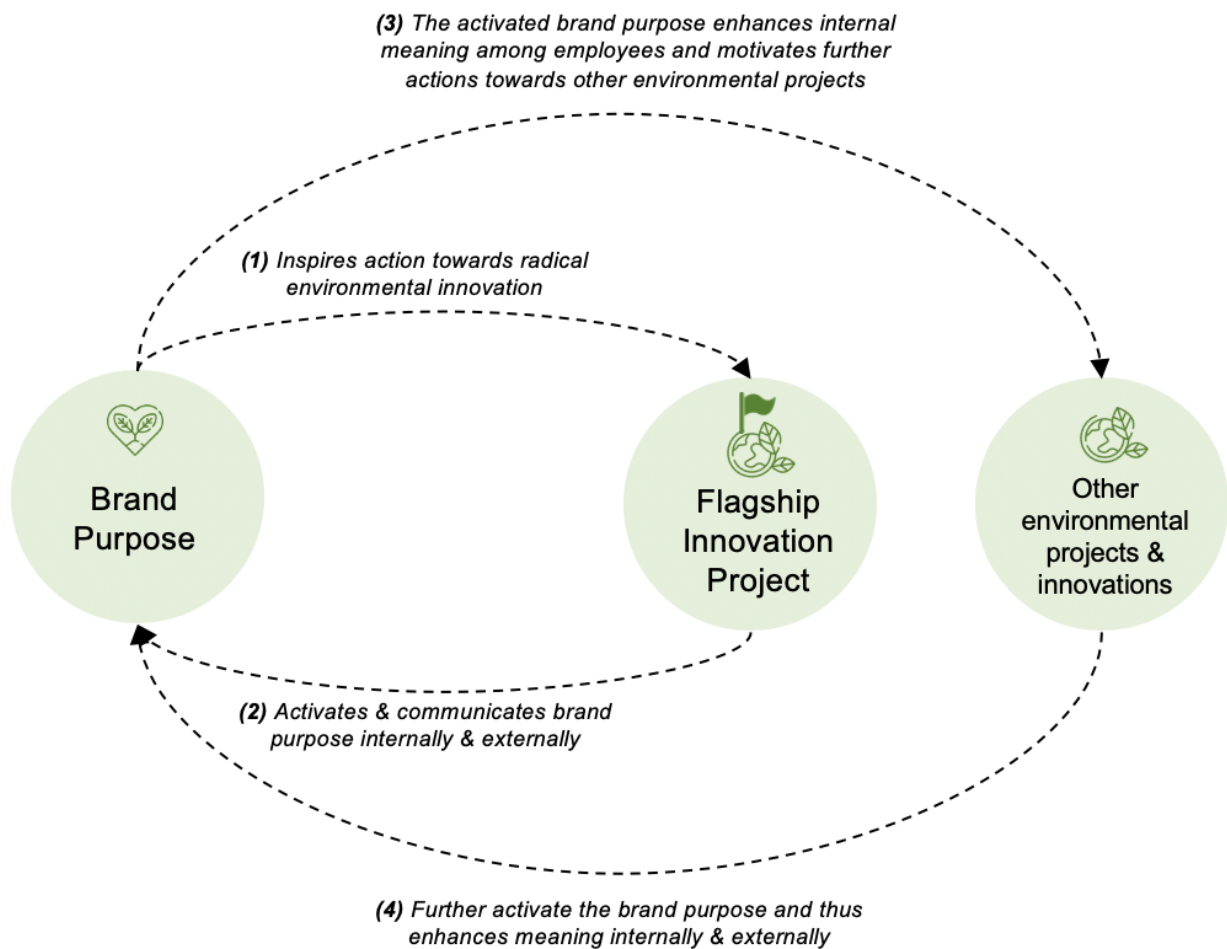 (3) The activated brand purpose enhances internal
meaning among employees and motivates further
actions towards other environmental projects
(1) Inspires action towards radical
environmental innovation
Brand
Purpose
Flagship
Innovation
Project
Other
environmental
projects &
innovations
(2) Activates & communicates brand
purpose internally & externally
(4) Further activate the brand purpose and thus
enhances meaning internally & externally